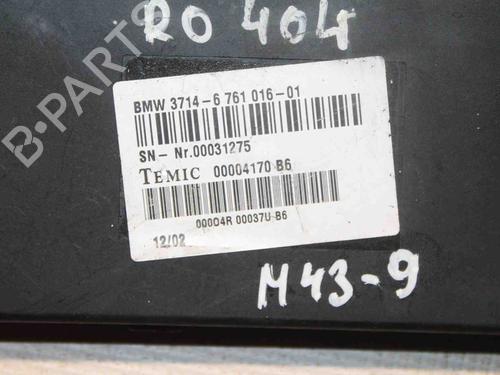 RO 404
BMW 3714-6 761 016-01
SN- Nr.00031275
TEMIC 00004170 B6
00004R 00037U B6
12/02
M43-9
B-PARTS